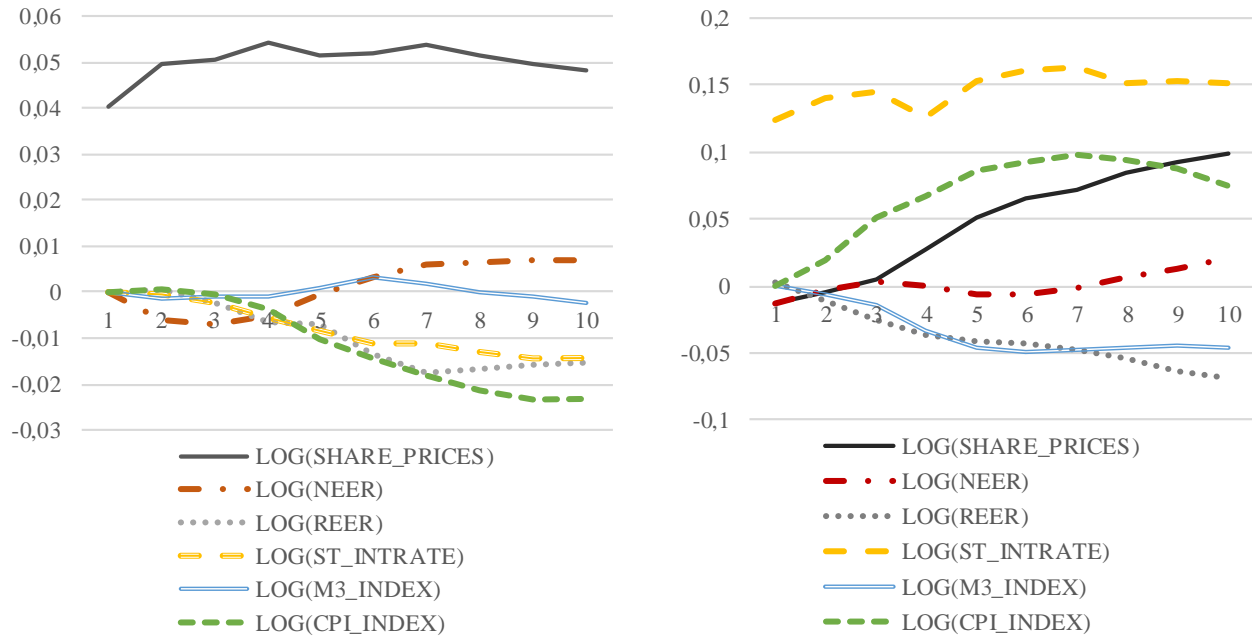 0,06
0,05
0,04
0,03
0,02
0,01
0
-0,01
-0,02
-0,03
1 2 3 4 5 6 7 8 9 10
LOG(SHARE_PRICES)
LOG(NEER)
LOG(REER)
LOG(ST_INTRATE)
LOG(M3_INDEX)
LOG(CPI_INDEX)
0,2
0,15
0,1
0,05
0
-0,05
-0,1
1 2 3 4 5 6 7 8 9 10
LOG(SHARE_PRICES)
LOG(NEER)
LOG(REER)
LOG(ST_INTRATE)
LOG(M3_INDEX)
LOG(CPI_INDEX)